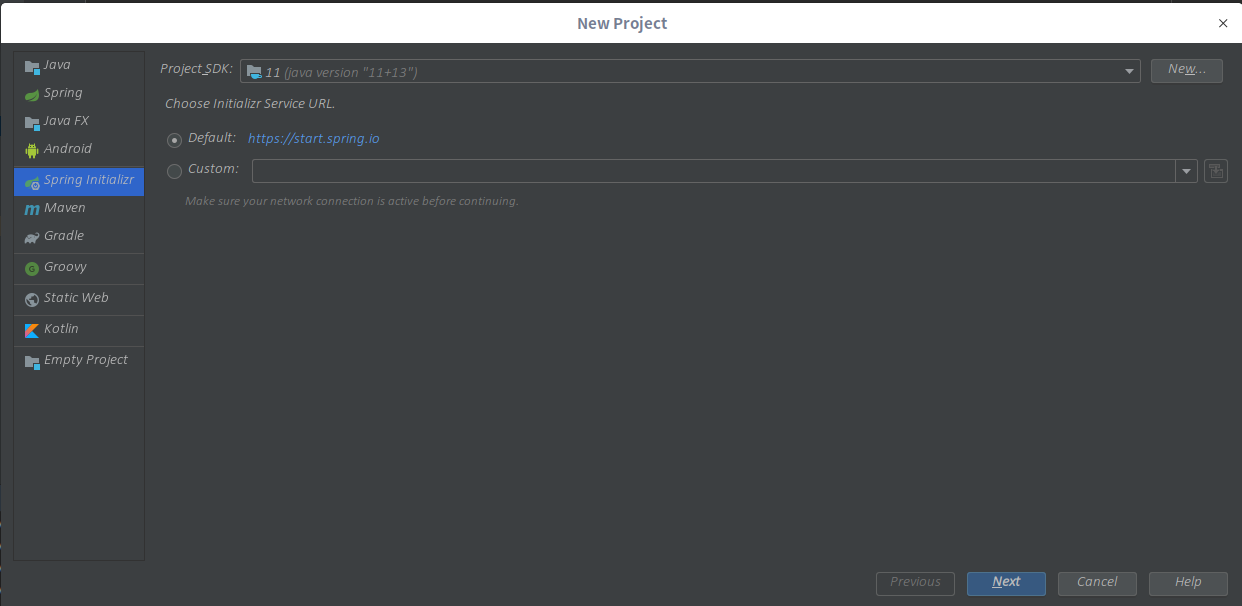 New Project
Java
Spring
Java FX
Android
Spring Initializr
Maven
Gradle
Groovy
Static Web
Kotlin
Empty Project
Project SDK: 11 (java version "11+13") New...
Choose Initializr Service URL.
Default: https://start.spring.io
Custom:
Make sure your network connection is active before continuing.
Previous Next Cancel Help